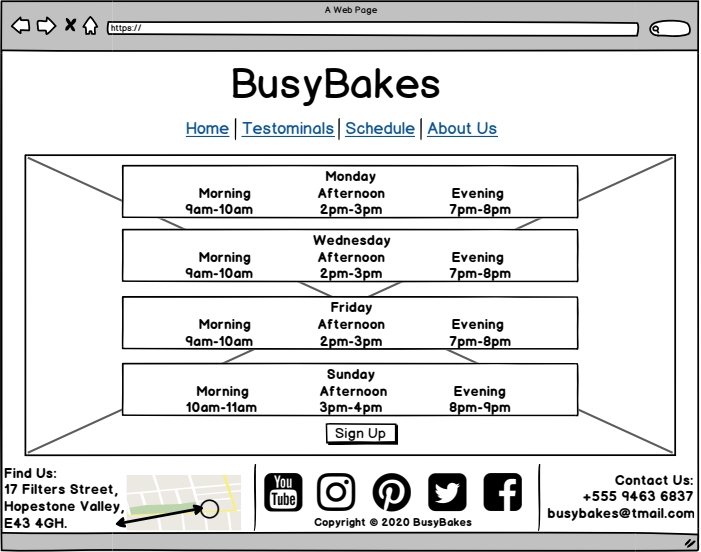 A Web Page
https://
BusyBakes
Home | Testominals | Schedule | About Us
Monday
Morning Afternoon Evening
9am-10am 2pm-3pm 7pm-8pm
Wednesday
Morning Afternoon Evening
9am-10am 2pm-3pm 7pm-8pm
Friday
Morning Afternoon Evening
9am-10am 2pm-3pm 7pm-8pm
Sunday
Morning Afternoon Evening
10am-11am 3pm-4pm 8pm-9pm
Sign Up
Find Us:
17 Filters Street,
Hopestone Valley,
E43 4GH.
You
Tube
Copyright © 2020 BusyBakes
Contact Us:
+555 9463 6837
busybakes@tmail.com